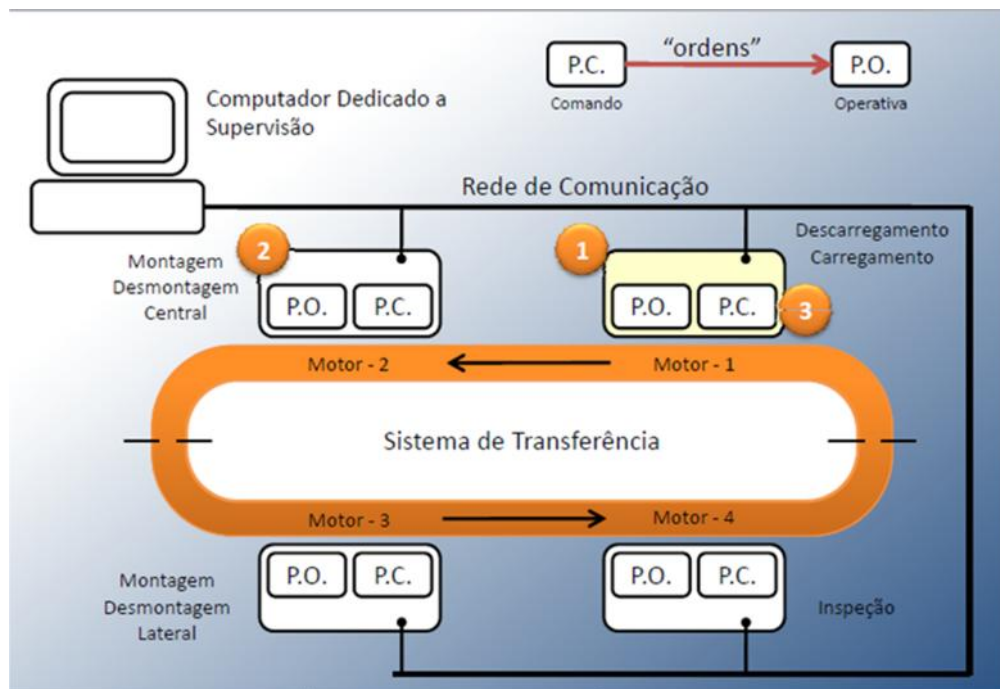 P.C.
"ordens"
P.O.
Comando
Operativa
Computador Dedicado a
Supervisão
Rede de Comunicação
Descarregamento
Carregamento
2
1
Montagem
Desmontagem
Central
P.O.
P.C.
P.O.
P.C.
3
Motor - 2
Motor - 1
Sistema de Transferência
Motor - 3
Motor - 4
Montagem
Desmontagem
Lateral
P.O.
P.C.
P.O.
P.C.
Inspeção